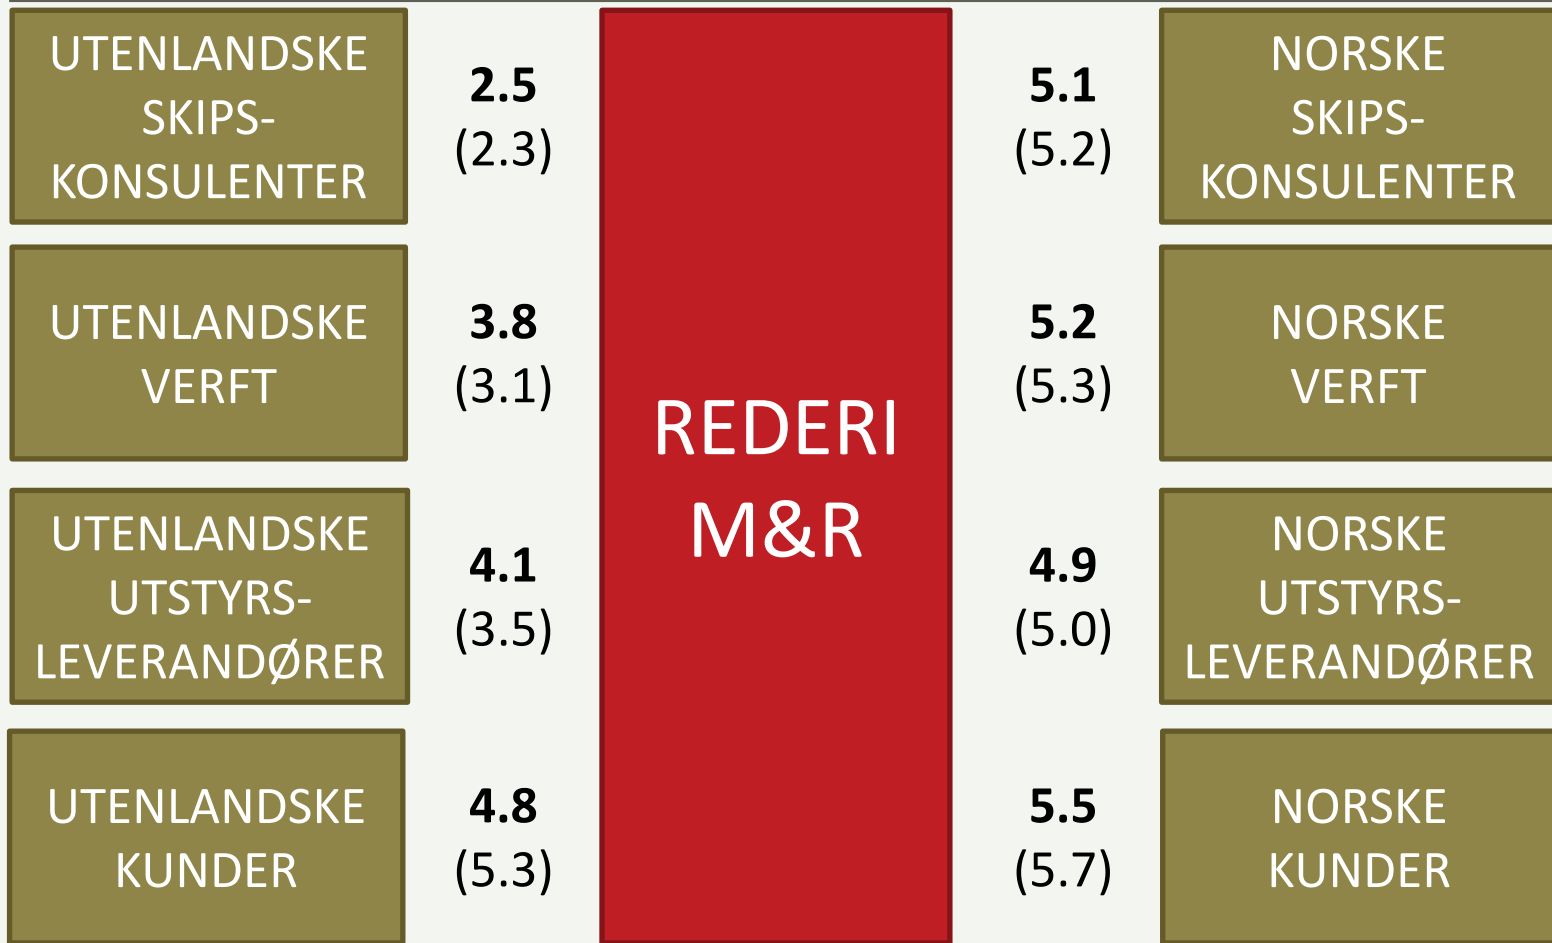 UTENLANDSKE
SKIPS-
KONSULENTER
2.5
(2.3)
5.1
(5.2)
NORSKE
SKIPS-
KONSULENTER
UTENLANDSKE
VERFT
3.8
(3.1)
REDERI
M&R
5.2
(5.3)
NORSKE
VERFT
UTENLANDSKE
UTSTYRS-
LEVERANDØRER
4.1
(3.5)
4.9
(5.0)
NORSKE
UTSTYRS-
LEVERANDØRER
UTENLANDSKE
KUNDER
4.8
(5.3)
5.5
(5.7)
NORSKE
KUNDER